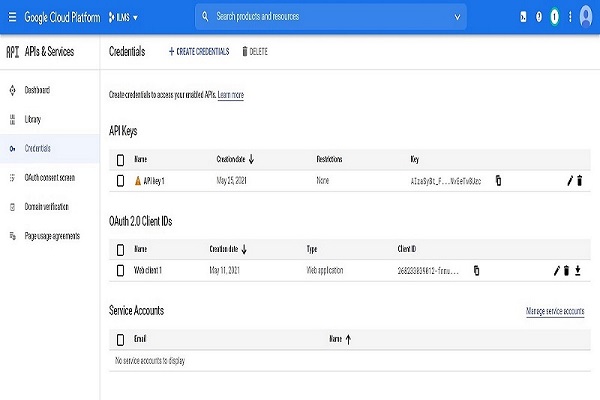 Google Cloud Platform ILMS Search products and resources
API APIs & Services Credentials + CREATE CREDENTIALS DELETE
Dashboard
Create credentials to access your enabled APIs. Learn more
Library
API Keys
Credentials
Name Creation date Restrictions Key
API key 1 May 25, 2021 None
OAuth consent screen
Domain verification
OAuth 2.0 Client IDs
Page usage agreements
Name Creation date Type Client ID
Web client 1 May 11, 2021 Web application
Service Accounts Manage service accounts
Email Name
No service accounts to display